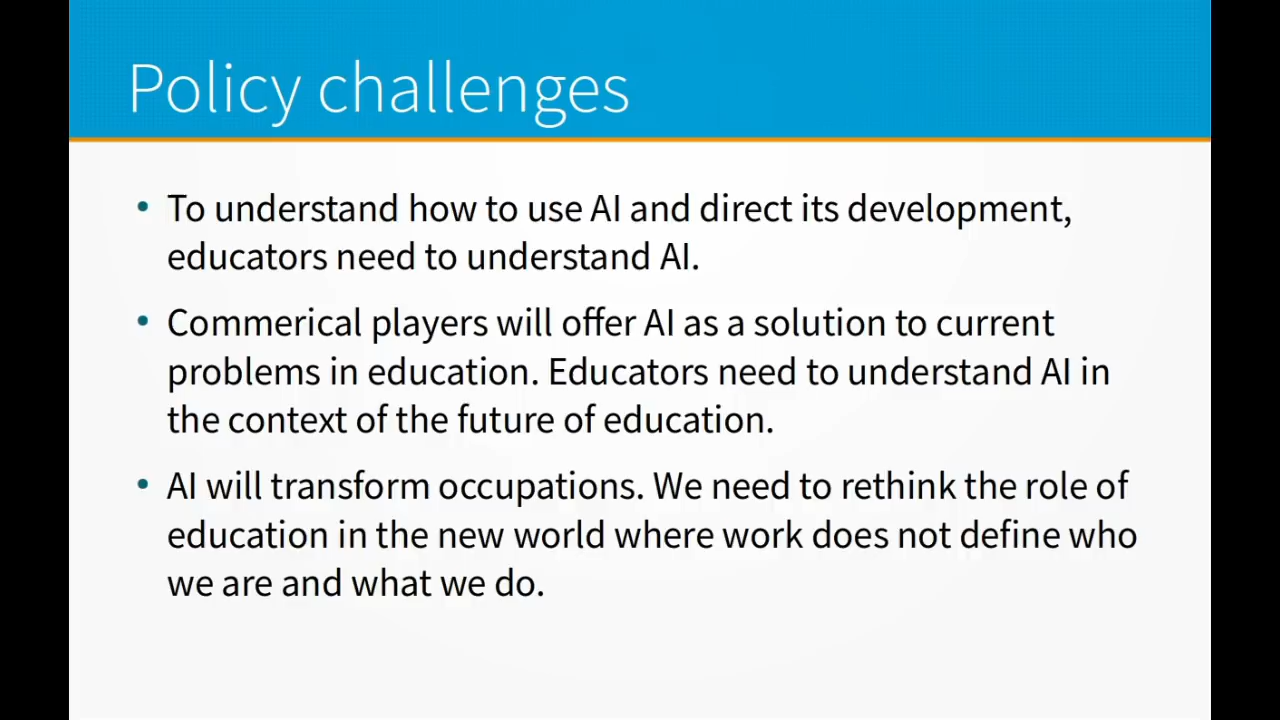 Policy challenges
• To understand how to use AI and direct its development,
educators need to understand AI.
• Commerical players will offer AI as a solution to current
problems in education. Educators need to understand AI in
the context of the future of education.
• AI will transform occupations. We need to rethink the role of
education in the new world where work does not define who
we are and what we do.